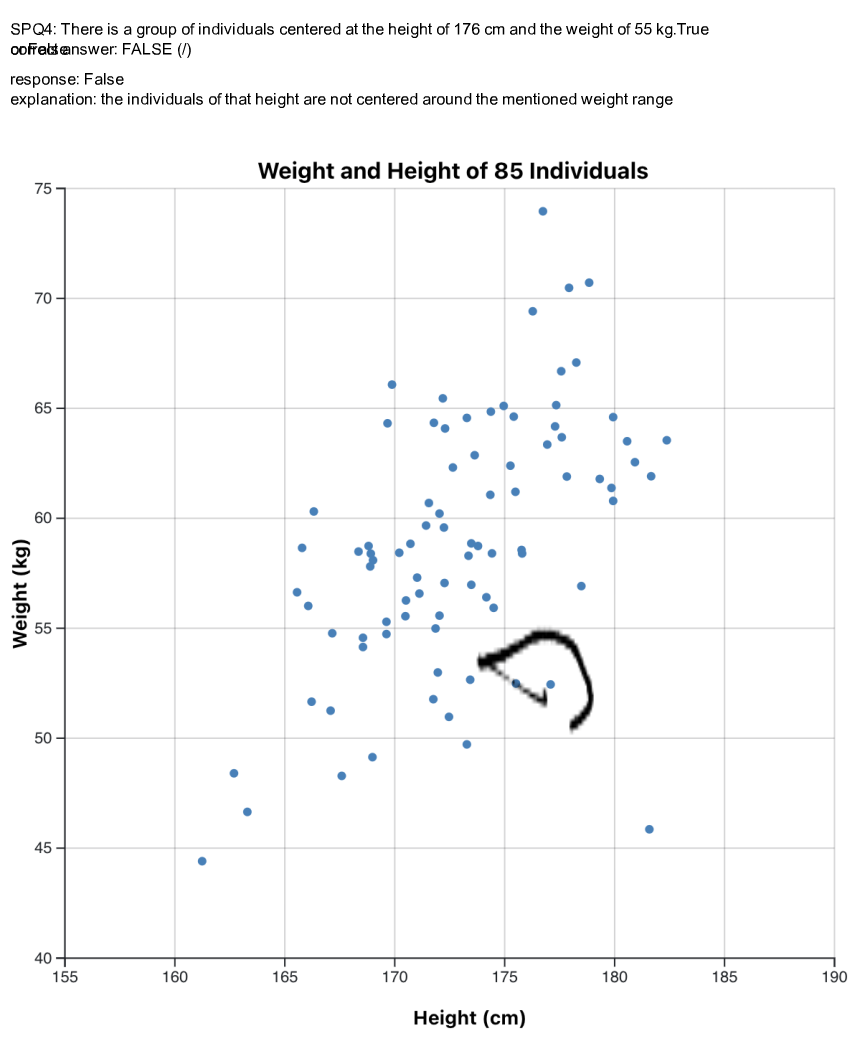 SPQ4: There is a group of individuals centered at the height of 176 cm and the weight of 55 kg.True
answer: FALSE (/)
response: False
explanation: the individuals of that height are not centered around the mentioned weight range
Weight and Height of 85 Individuals
75
70
65
60
55
50
45
40
Weight (kg)
155 160 165 170 175 180 185 190
Height (cm)